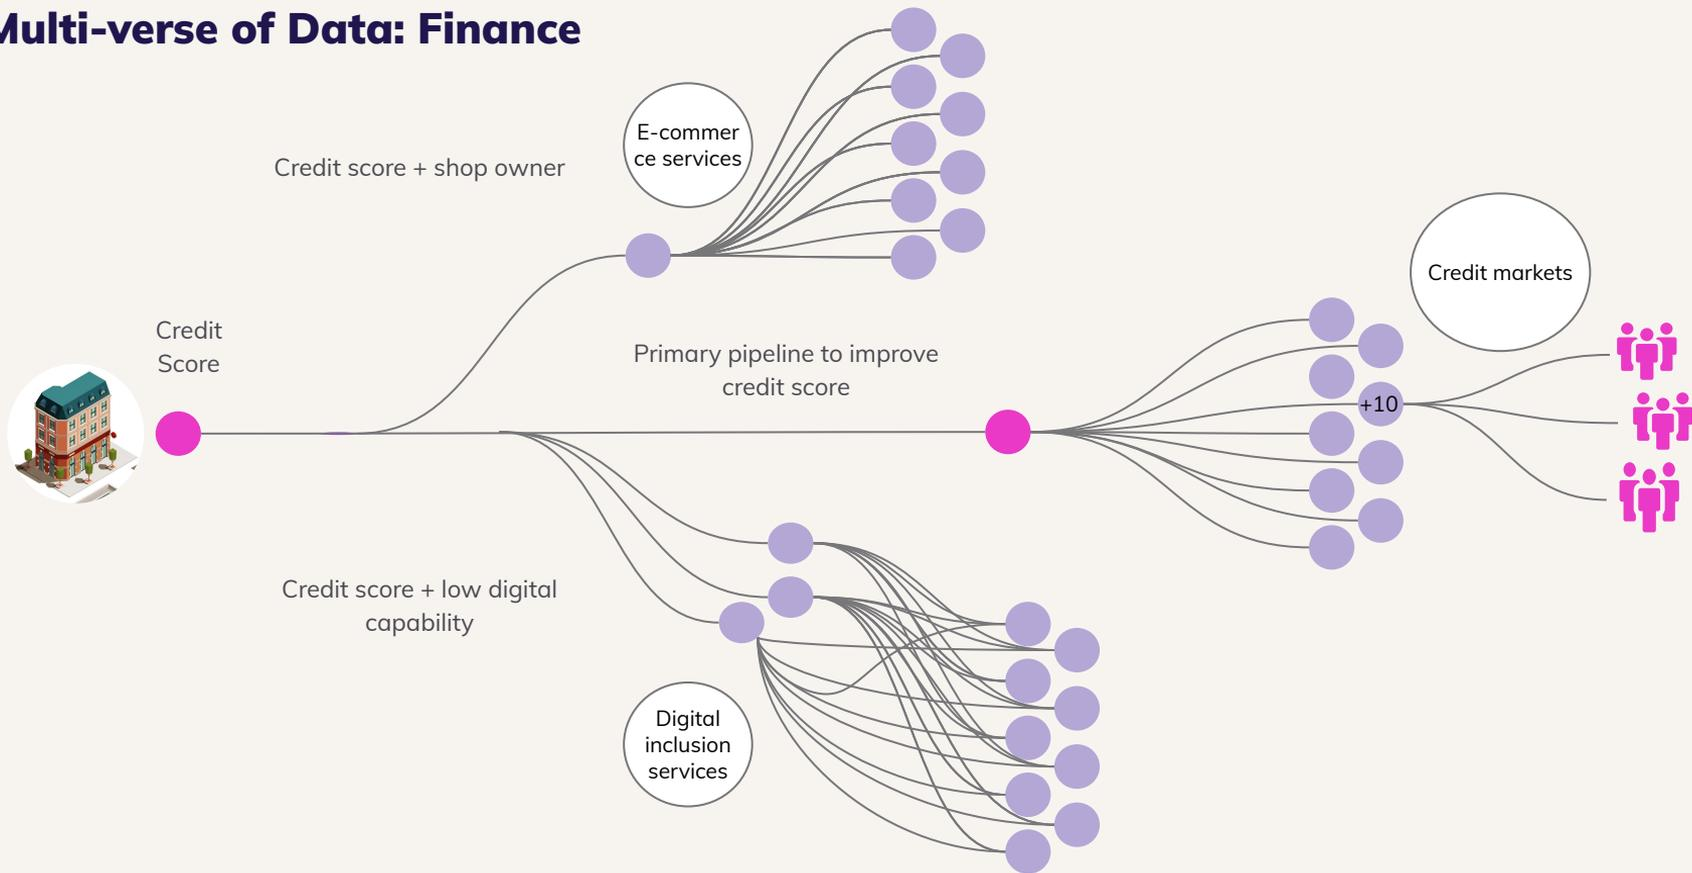 Multi-verse of Data: Finance
E-commer
ce services
Credit score + shop owner
Credit markets
Credit
Score
Primary pipeline to improve
credit score
+10
Credit score + low digital
capability
Digital
inclusion
services